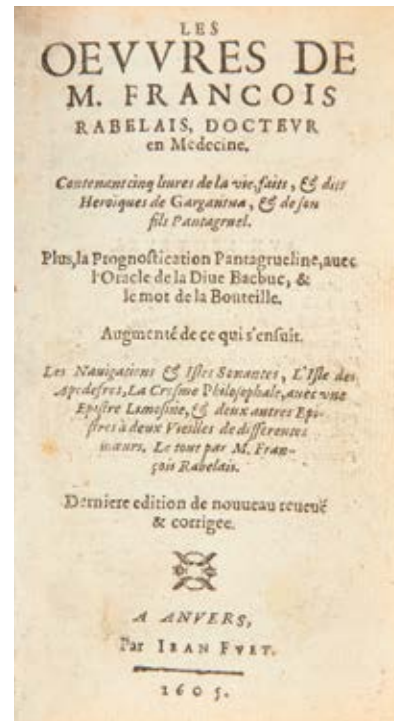 LES
OEVVRES DE
M. FRANCOIS
RABELAIS, DOCTEVR
en Medecine.
Contenant cinq liures de la vie, faits, & dits
Heroiques de Gargantua, & de son
fils Pantagruel.
Plus, la Prognostication Pantagrueline, auec
l'Oracle de la Diue Bacbuc, &
le mot de la Bouteille.
Augmenté de ce qui s'ensuit.
Les Nauigations & Isles Sonantes, L'Isle des
Apedefres, La Cresme Philosophale, auec vne
Epistre Limosine, & deux autres Epi-
stres à deux Vieilles de differentes
mœurs. Le tout par M. Fran-
çois Rabelais.
Derniere edition de nouueau reueuë
& corrigee.
A ANVERS,
Par IEAN FVET.
1605.